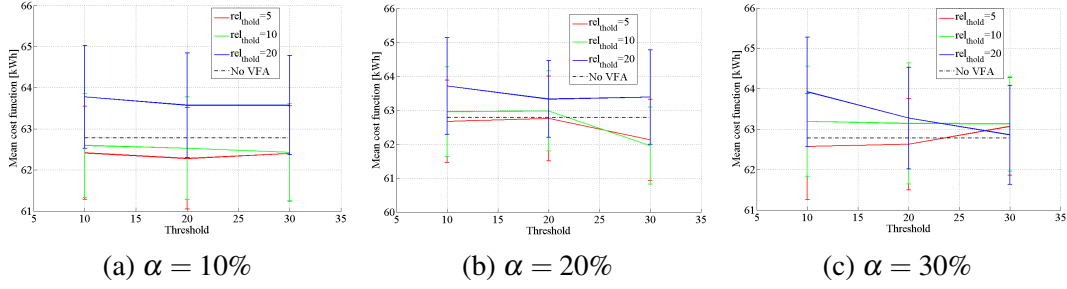 Mean cost function [kWh]
66
65
64
63
62
61
5
10
15
20
25
30
35
Threshold
rel_thold=5
rel_thold=10
rel_thold=20
No VFA
(a) α = 10%
Mean cost function [kWh]
66
65
64
63
62
61
60
5
10
15
20
25
30
35
Threshold
rel_thold=5
rel_thold=10
rel_thold=20
No VFA
(b) α = 20%
Mean cost function [kWh]
66
65
64
63
62
61
5
10
15
20
25
30
35
Threshold
rel_thold=5
rel_thold=10
rel_thold=20
No VFA
(c) α = 30%